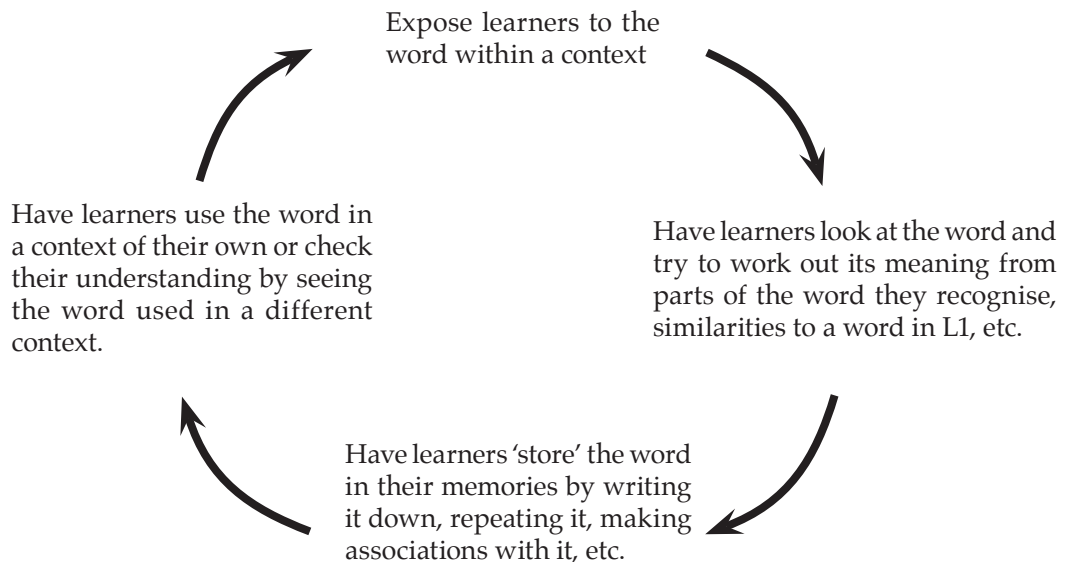 Expose learners to the
word within a context
Have learners look at the word and
try to work out its meaning from
parts of the word they recognise,
similarities to a word in L1, etc.
Have learners ‘store’ the word
in their memories by writing
it down, repeating it, making
associations with it, etc.
Have learners use the word in
a context of their own or check
their understanding by seeing
the word used in a different
context.